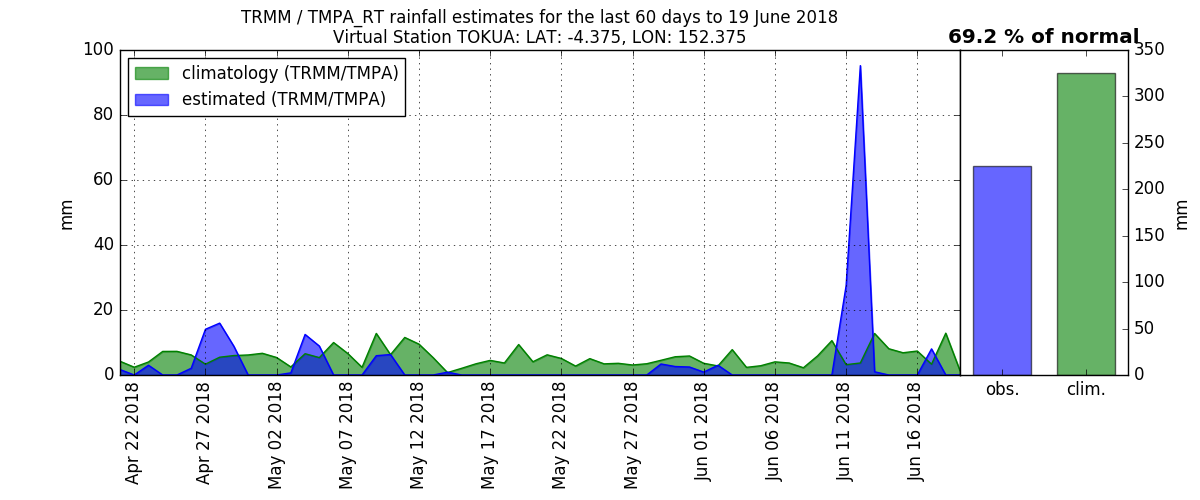 TRMM / TMPA_RT rainfall estimates for the last 60 days to 19 June 2018
Virtual Station TOKUA: LAT: -4.375, LON: 152.375
69.2 % of normal
climatology (TRMM/TMPA)
estimated (TRMM/TMPA)
mm
100
80
60
40
20
0
Apr 22 2018
Apr 27 2018
May 02 2018
May 07 2018
May 12 2018
May 17 2018
May 22 2018
May 27 2018
Jun 01 2018
Jun 06 2018
Jun 11 2018
Jun 16 2018
obs.
clim.
350
300
250
200
150
100
50
0
mm